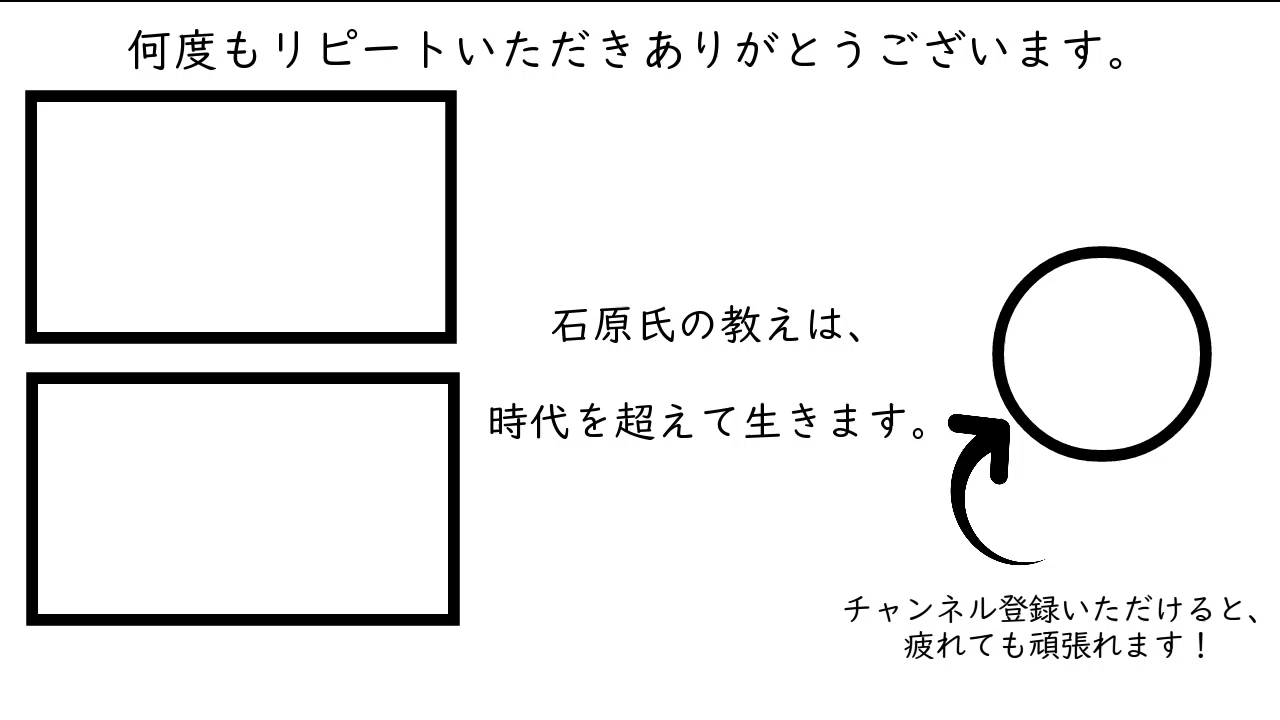 何度もリピートいただきありがとうございます。
石原氏の教えは、
時代を超えて生きます。
チャンネル登録いただけると、
疲れても頑張れます！